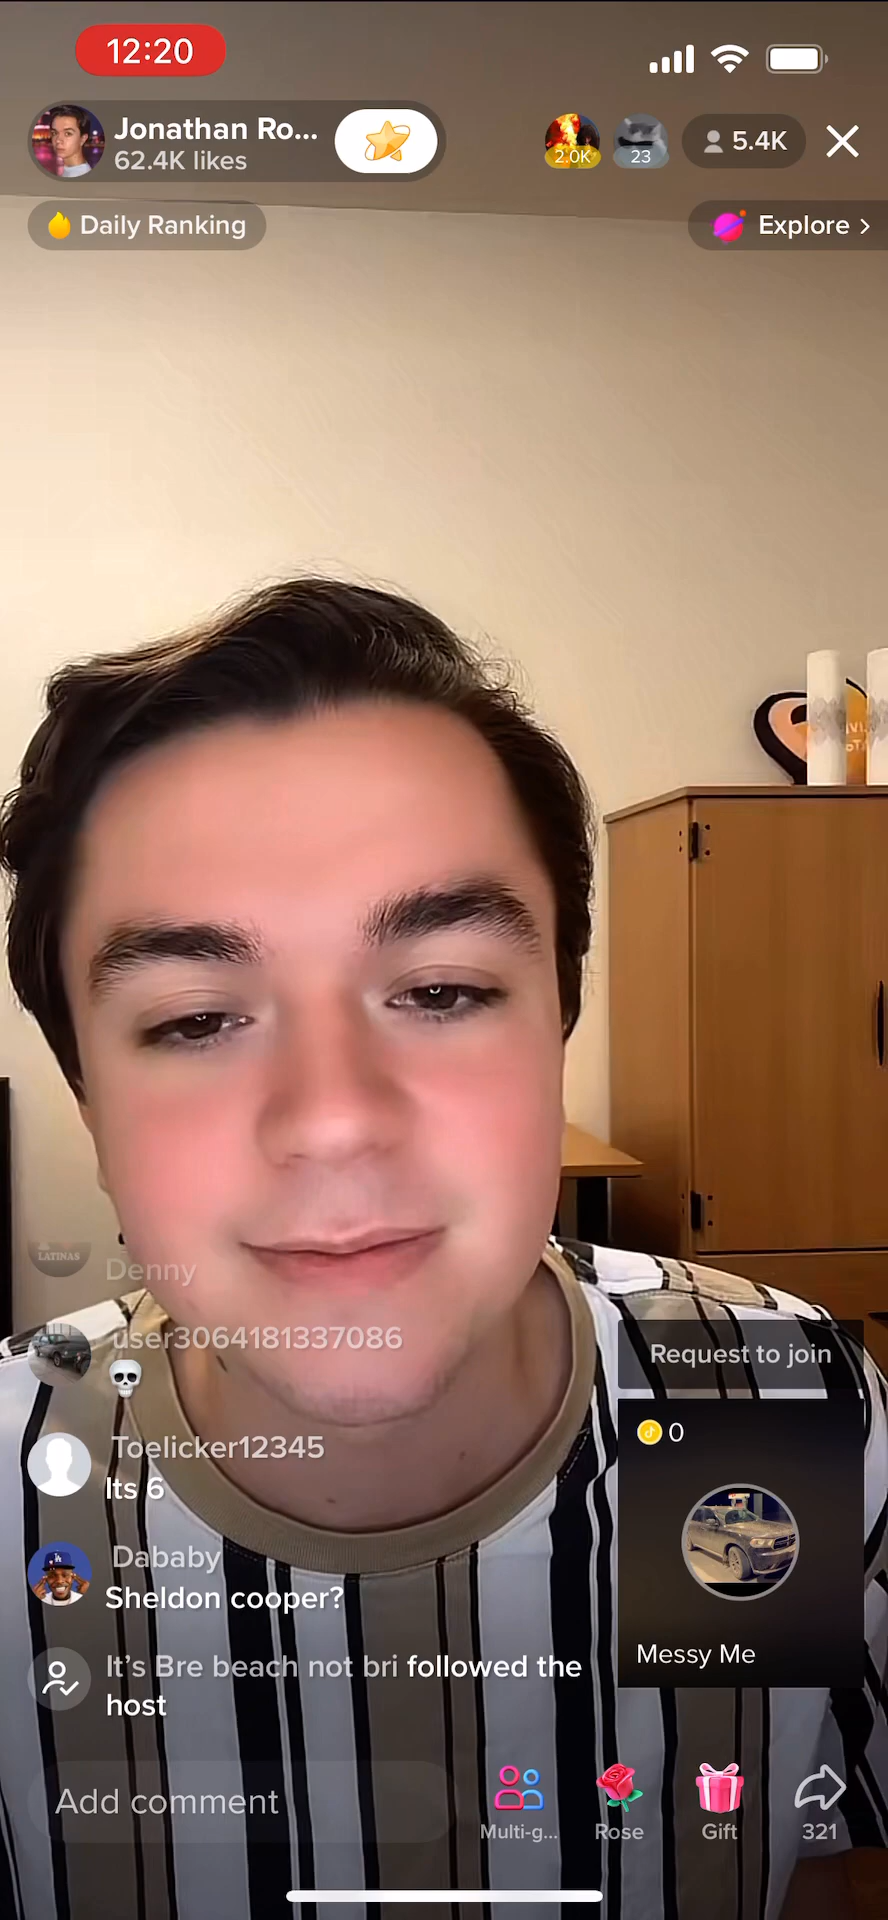 12:20
Jonathan Ro...
62.4K likes
2.0K
23
5.4K
Daily Ranking
Explore >
LATINAS
Denny
user3064181337086
💀
Toelicker12345
Its 6
Dababy
Sheldon cooper?
It's Bre beach not bri followed the
host
Request to join
0
Messy Me
Add comment
Multi-g...
Rose
Gift
321